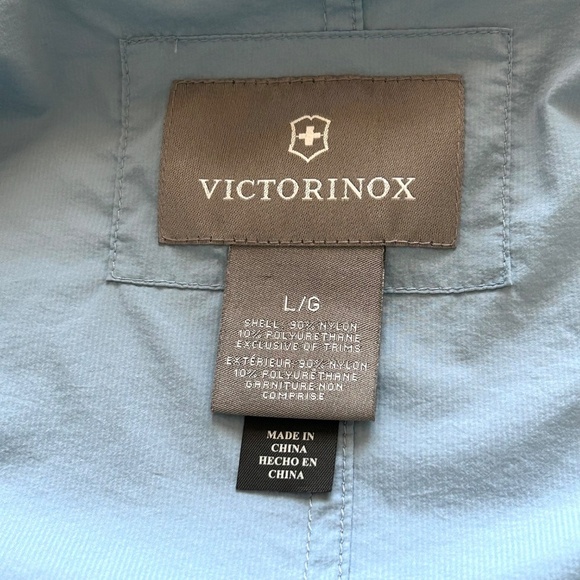 VICTORINOX
L/G
SHELL: 90% NYLON
10% POLYURETHANE
EXCLUSIVE OF TRIMS
EXTÉRIEUR: 90% NYLON
10% POLYURETHANE
GARNITURE NON
COMPRISE
MADE IN
CHINA
HECHO EN
CHINA